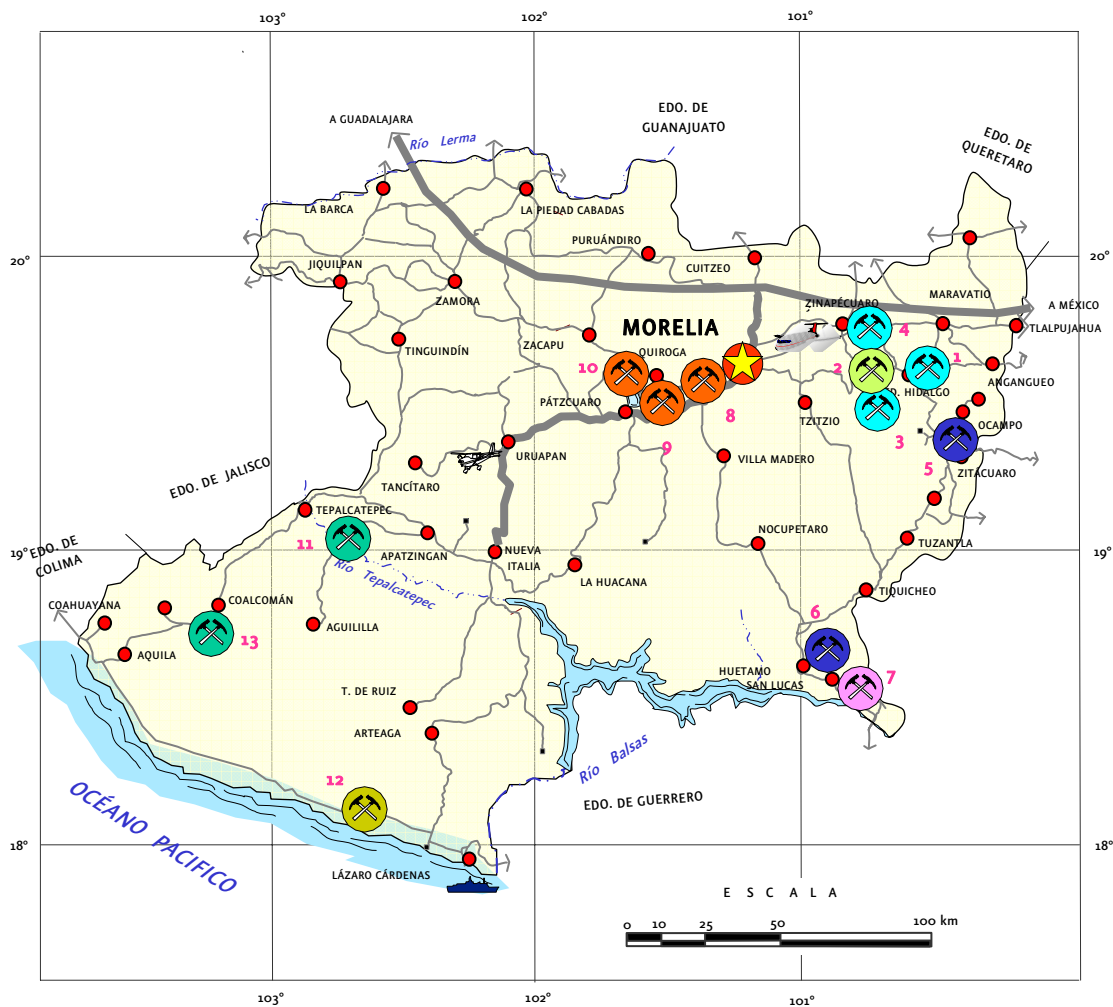 103°
102°
101°
A GUADALAJARA
Río Lerma
EDO. DE
GUANAJUATO
EDO. DE
QUERETARO
LA BARCA
LA PIEDAD CABADAS
PURUÁNDIRO
CUITZEO
20°
20°
JIQUILPAN
ZAMORA
ZINAPÉCUARO
MARAVATIO
A MÉXICO
TLALPUJAHUA
MORELIA
4
TINGUINDÍN
ZACAPU
QUIROGA
10
2
1
ANGANGUEO
CD. HIDALGO
PÁTZCUARO
8
TZITZIO
3
OCAMPO
9
URUAPAN
VILLA MADERO
5
ZITÁCUARO
EDO. DE JALISCO
TANCÍTARO
TEPALCATEPEC
11
NOCUPETARO
TUZANTLA
EDO. DE
COLIMA
19°
APATZINGAN
NUEVA
ITALIA
19°
Río Tepalcatepec
LA HUACANA
TIQUICHEO
COAHUAYANA
COALCOMÁN
6
AQUILA
13
AGUILILLA
HUETAMO
7
SAN LUCAS
T. DE RUIZ
ARTEAGA
Río Balsas
12
OCÉANO PACIFICO
EDO. DE GUERRERO
18°
18°
LÁZARO CÁRDENAS
E S C A L A
0 10 25 50 100 km
103°
102°
101°